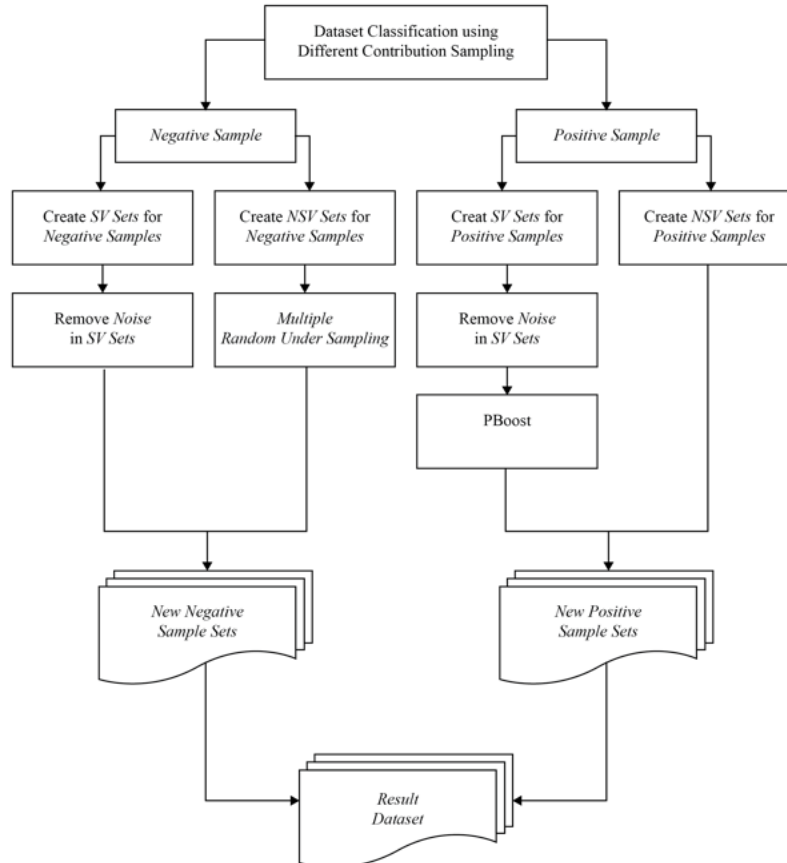 Dataset Classification using
Different Contribution Sampling
Negative Sample
Positive Sample
Create SV Sets for
Negative Samples
Create NSV Sets for
Negative Samples
Creat SV Sets for
Positive Samples
Create NSV Sets for
Positive Samples
Remove Noise
in SV Sets
Multiple
Random Under Sampling
Remove Noise
in SV Sets
PBoost
New Negative
Sample Sets
New Positive
Sample Sets
Result
Dataset